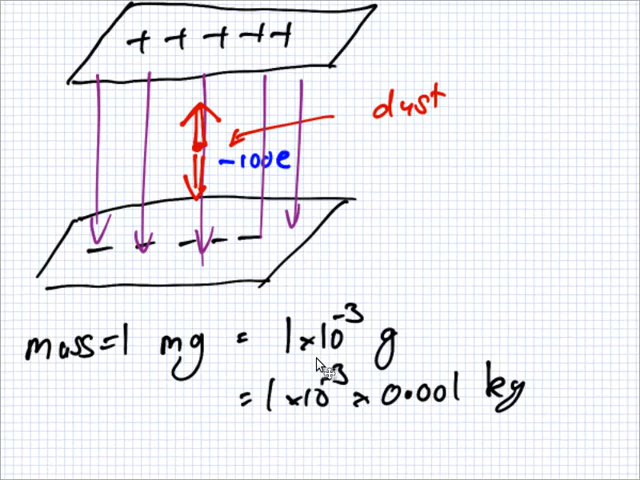 + + + + +
dust
-100e
- - - - -
mass=1 mg = 1×10⁻³ g
= 1×10⁻³ × 0.001 kg